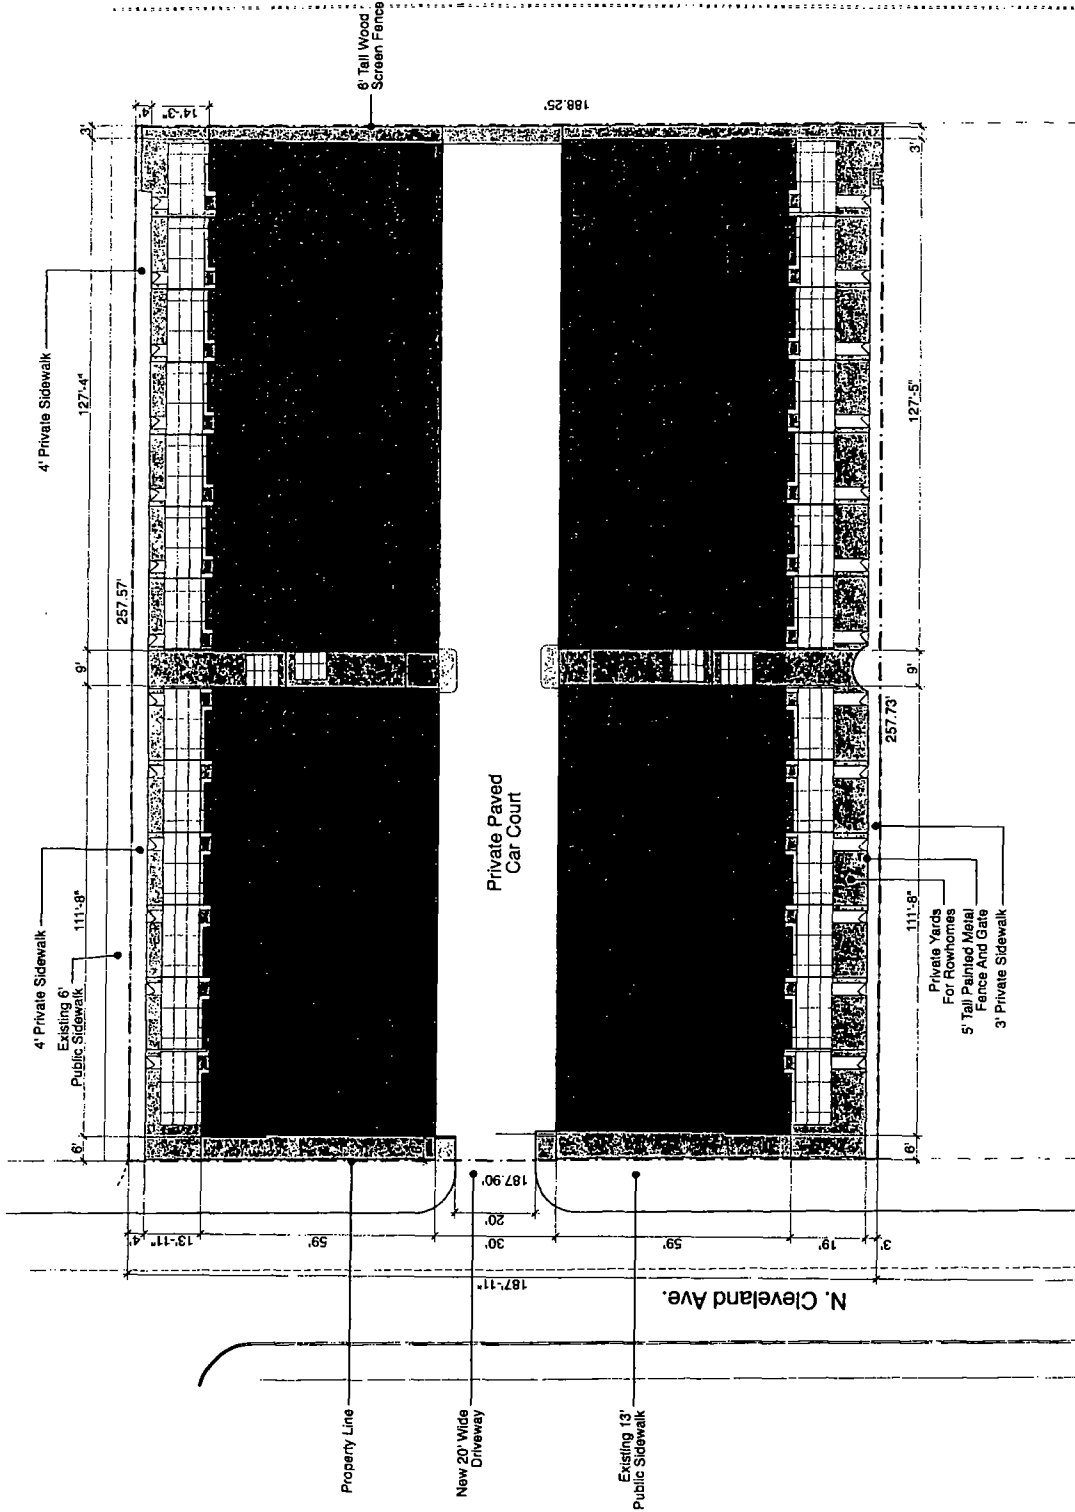 6' Tall Wood
Screen Fence
4'
14'-3"
188.25'
3'
3'
4' Private Sidewalk
127'-4"
127'-5"
257.57'
9'
9'
257.73'
4' Private Sidewalk
Existing 6'
Public Sidewalk
111'-8"
Private Paved
Car Court
Private Yards
For Rowhomes
5' Tall Painted Metal
Fence And Gate
3' Private Sidewalk
111'-8"
6'
6'
187.90'
20'
4'
13'-11"
59'
30'
59'
19'
3'
187'-11"
N. Cleveland Ave.
Property Line
New 20' Wide
Driveway
Existing 13'
Public Sidewalk